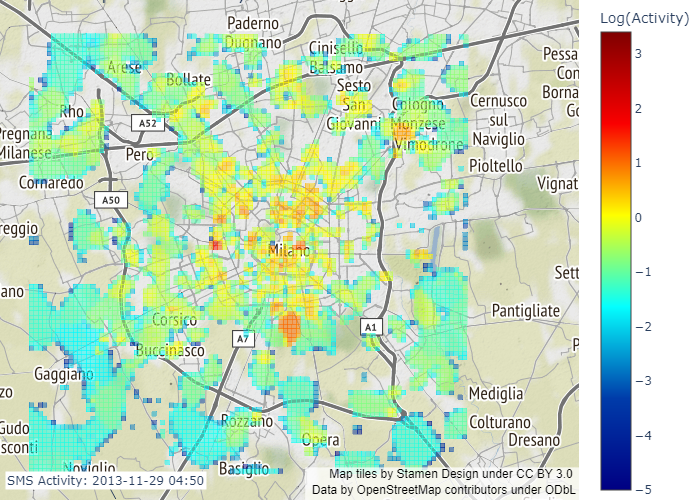 Log(Activity)
Paderno
Dugnano
Cinisello
Balsamo
Arese
Bollate
Sesto
San
Giovanni
Cologno
Monzese
Vimodrone
Cernusco
sul
Naviglio
Pessa
Con
Borna
Go
Rho
A52
Pregnana
Milanese
Pero
Pioltello
Cornaredo
Vignat
A50
reggio
Milano
Sett
ano
Pantigliate
Corsico
A7
A1
P
Buccinasco
Gaggiano
zo
Mediglia
Gudo
sconti
Rozzano
Opera
Colturano
Dresano
Noviglio
Basiglio
SMS Activity: 2013-11-29 04:50
Map tiles by Stamen Design under CC BY 3.0
Data by OpenStreetMap contributors under ODbL
3
2
1
0
−1
−2
−3
−4
−5